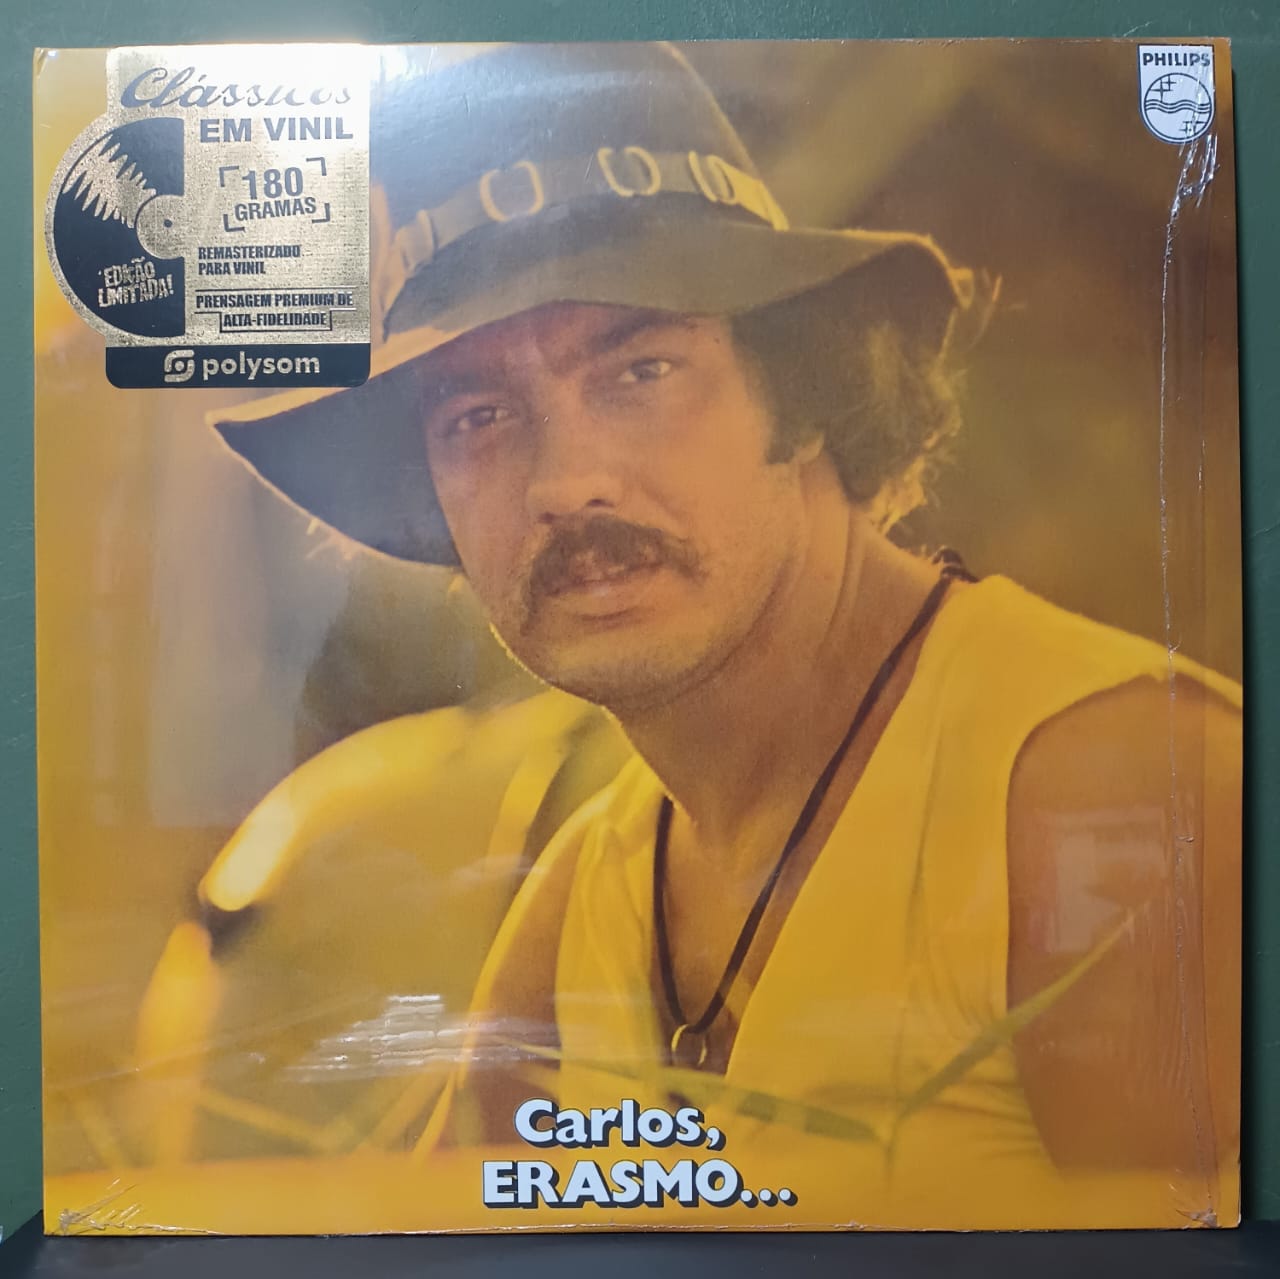 Clássicos
EM VINIL
180
GRAMAS
REMASTERIZADO
PARA VINIL
EDIÇÃO
LIMITADA!
PRENSAGEM PREMIUM DE
ALTA-FIDELIDADE
polysom
PHILIPS
Carlos,
ERASMO...